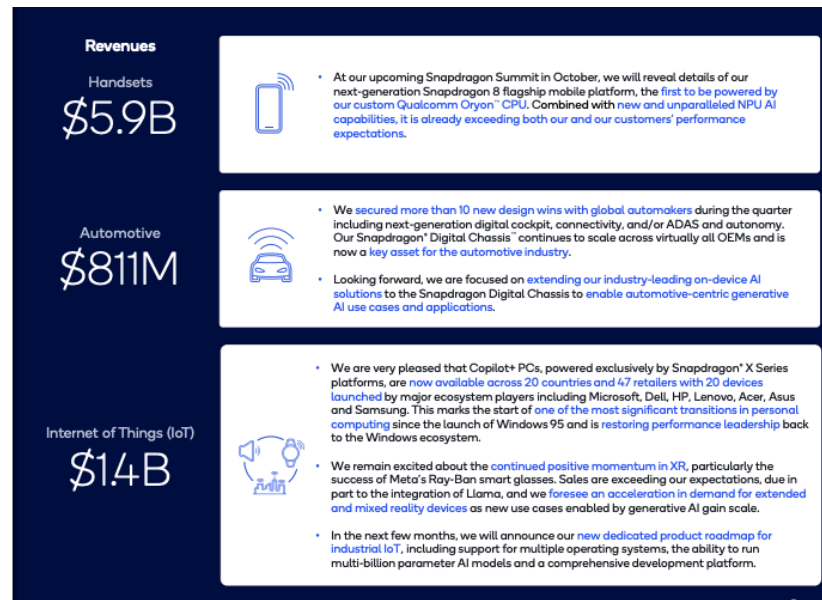 Revenues
Handsets
$5.9B
• At our upcoming Snapdragon Summit in October, we will reveal details of our
next-generation Snapdragon 8 flagship mobile platform, the first to be powered by
our custom Qualcomm Oryon™ CPU. Combined with new and unparalleled NPU AI
capabilities, it is already exceeding both our and our customers' performance
expectations.
Automotive
$811M
• We secured more than 10 new design wins with global automakers during the quarter
including next-generation digital cockpit, connectivity, and/or ADAS and autonomy.
Our Snapdragon® Digital Chassis™ continues to scale across virtually all OEMs and is
now a key asset for the automotive industry.
• Looking forward, we are focused on extending our industry-leading on-device AI
solutions to the Snapdragon Digital Chassis to enable automotive-centric generative
AI use cases and applications.
Internet of Things (IoT)
$1.4B
• We are very pleased that Copilot+ PCs, powered exclusively by Snapdragon® X Series
platforms, are now available across 20 countries and 47 retailers with 20 devices
launched by major ecosystem players including Microsoft, Dell, HP, Lenovo, Acer, Asus
and Samsung. This marks the start of one of the most significant transitions in personal
computing since the launch of Windows 95 and is restoring performance leadership back
to the Windows ecosystem.
• We remain excited about the continued positive momentum in XR, particularly the
success of Meta's Ray-Ban smart glasses. Sales are exceeding our expectations, due in
part to the integration of Llama, and we foresee an acceleration in demand for extended
and mixed reality devices as new use cases enabled by generative AI gain scale.
• In the next few months, we will announce our new dedicated product roadmap for
industrial IoT, including support for multiple operating systems, the ability to run
multi-billion parameter AI models and a comprehensive development platform.